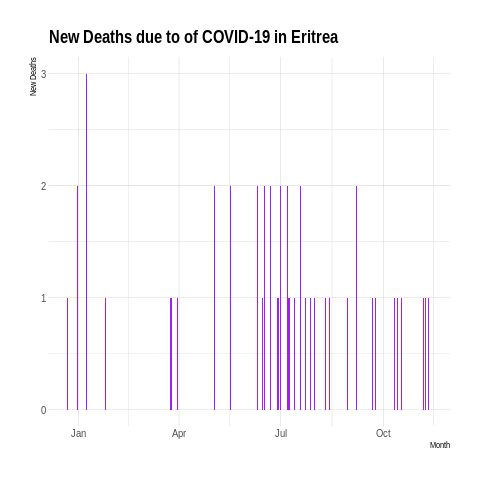 New Deaths due to of COVID-19 in Eritrea
New Deaths
3
2
1
0
Jan Apr Jul Oct
Month